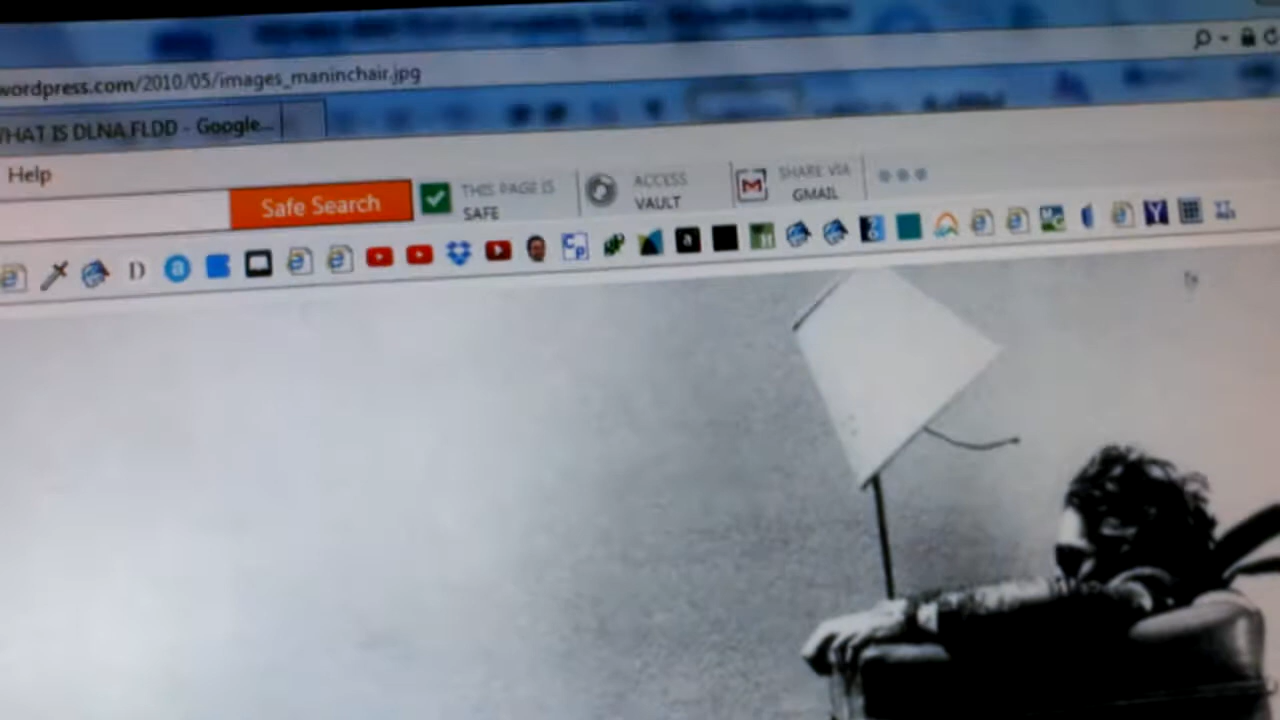 wordpress.com/2010/05/images_maninchair.jpg
WHAT IS DLNA.FLDD - Google...
Help
Safe Search
THIS PAGE IS
SAFE
ACCESS
VAULT
SHARE VIA
GMAIL